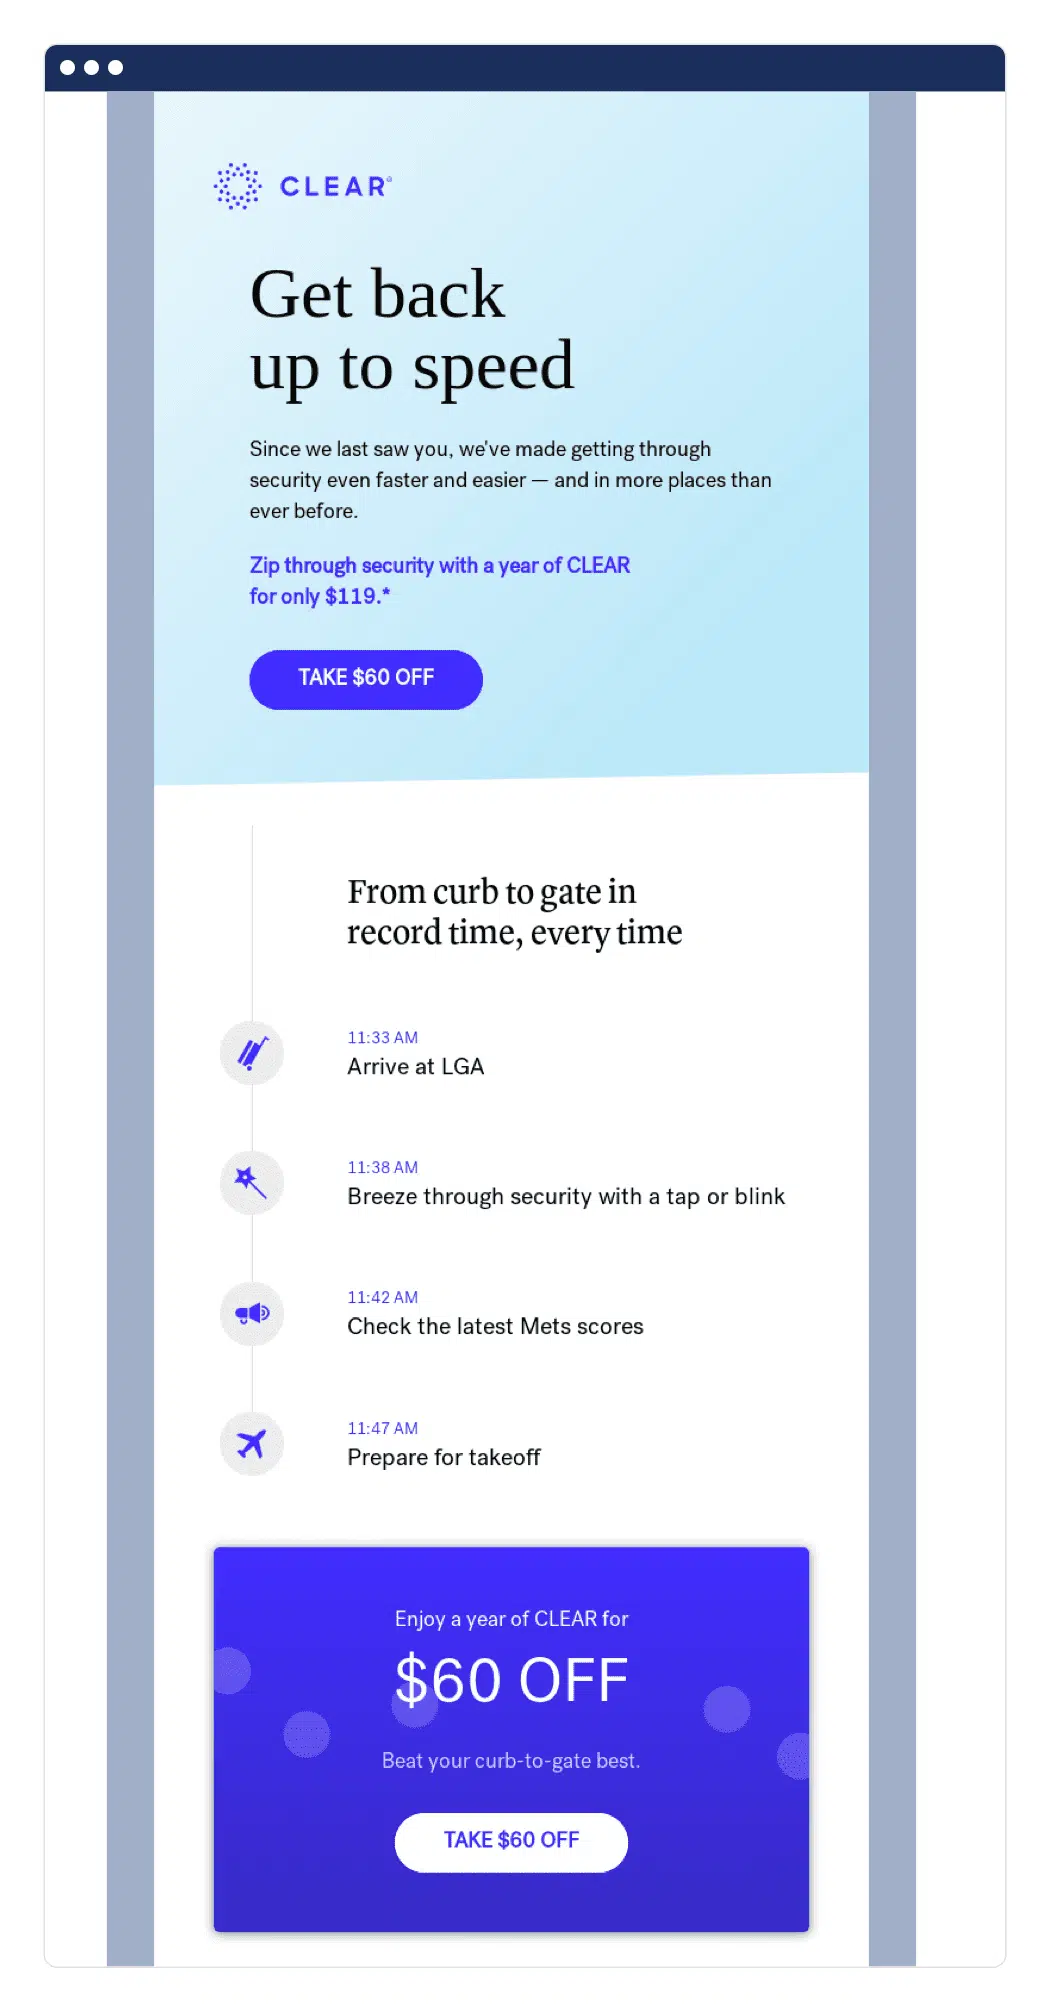 CLEAR®
Get back
up to speed
Since we last saw you, we've made getting through
security even faster and easier — and in more places than
ever before.
Zip through security with a year of CLEAR
for only $119.*
TAKE $60 OFF
From curb to gate in
record time, every time
11:33 AM
Arrive at LGA
11:38 AM
Breeze through security with a tap or blink
11:42 AM
Check the latest Mets scores
11:47 AM
Prepare for takeoff
Enjoy a year of CLEAR for
$60 OFF
Beat your curb-to-gate best.
TAKE $60 OFF